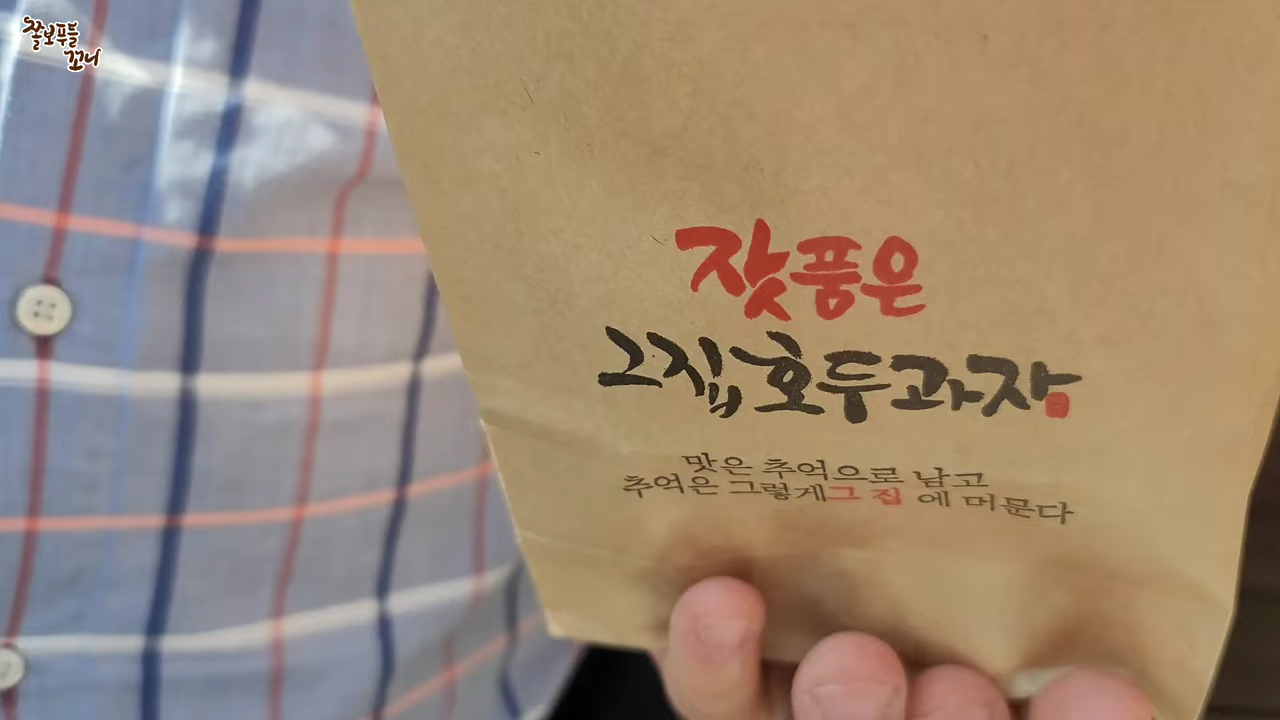 쫄보푸들
꼬니
잣품은
그집호두과자
맛은 추억으로 남고
추억은 그렇게그 집 에 머문다